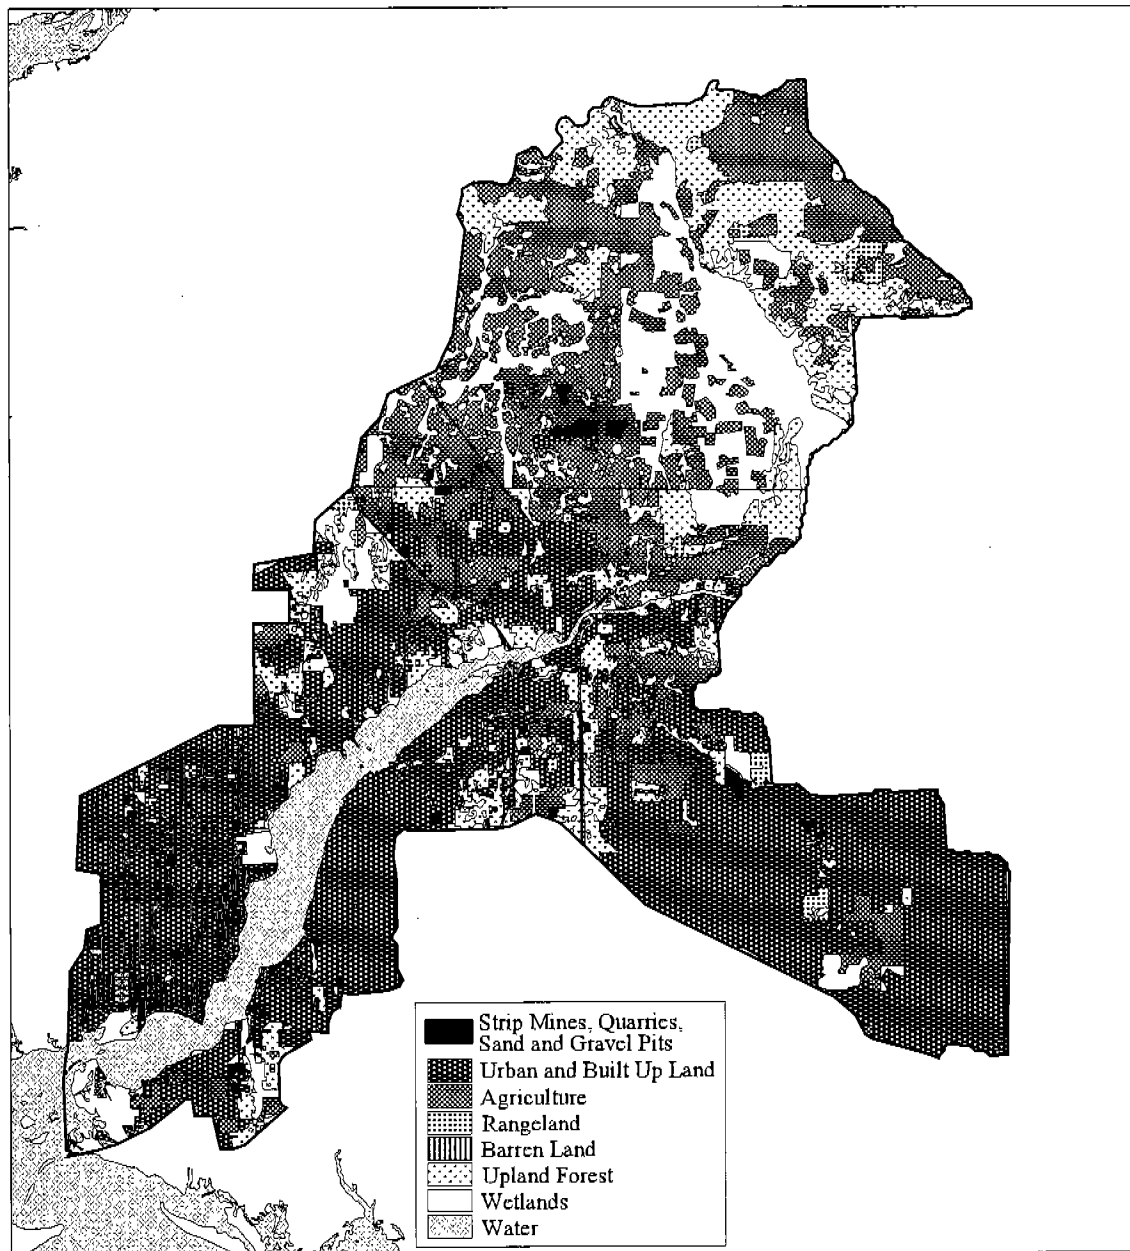 Strip Mines, Quarries,
Sand and Gravel Pits
Urban and Built Up Land
Agriculture
Rangeland
Barren Land
Upland Forest
Wetlands
Water